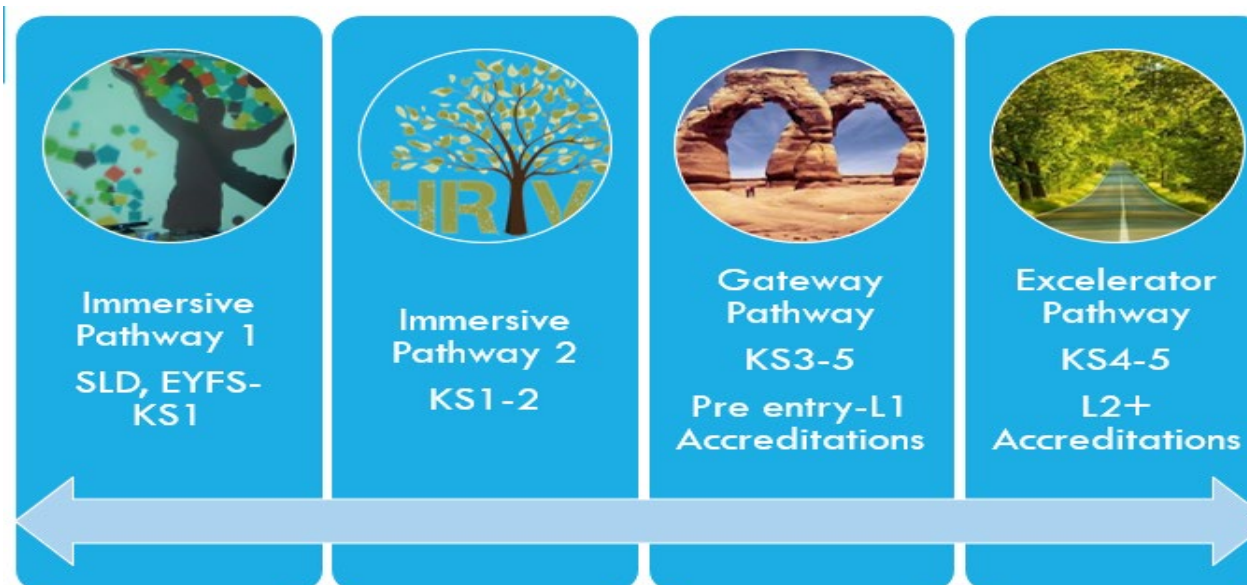 HRIV
Immersive
Pathway 1
SLD, EYFS-
KS1
Immersive
Pathway 2
KS1-2
Gateway
Pathway
KS3-5
Pre entry-L1
Accreditations
Excelerator
Pathway
KS4-5
L2+
Accreditations